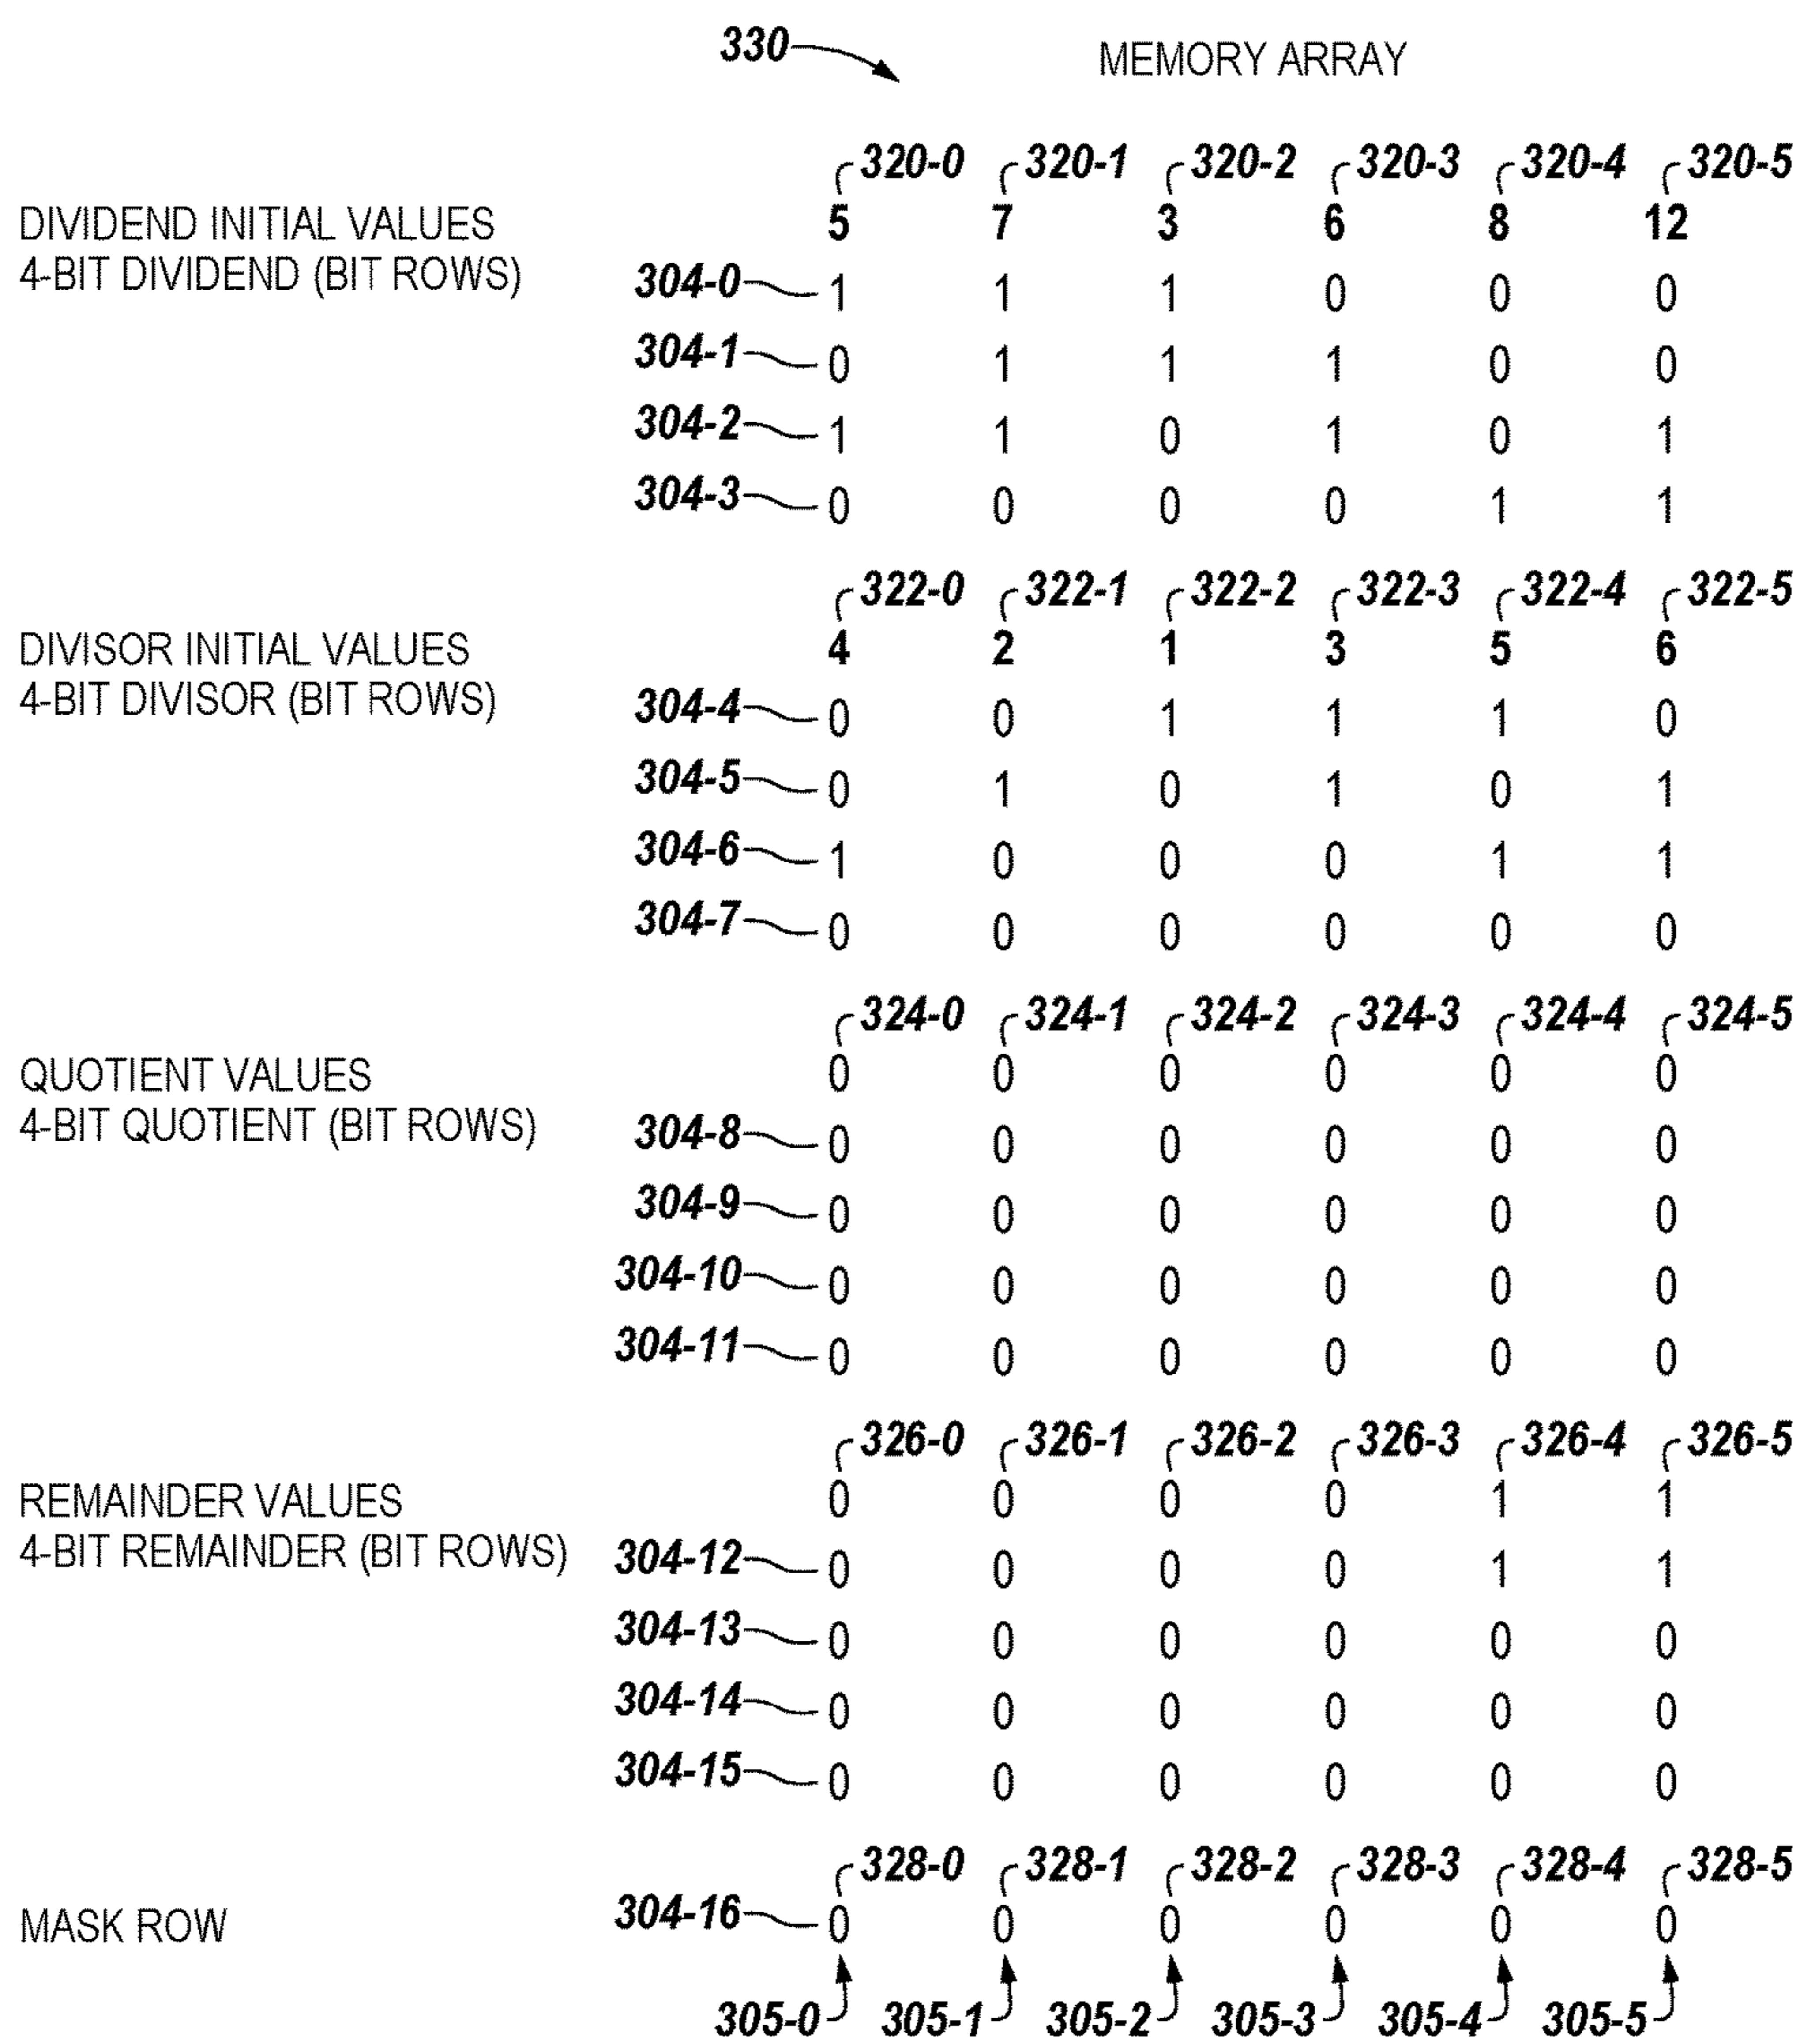 330 MEMORY ARRAY
320-0 320-1 320-2 320-3 320-4 320-5
DIVIDEND INITIAL VALUES 5 7 3 6 8 12
4-BIT DIVIDEND (BIT ROWS) 304-0 1 1 1 0 0 0
304-1 0 1 1 1 0 0
304-2 1 1 0 1 0 1
304-3 0 0 0 0 1 1
322-0 322-1 322-2 322-3 322-4 322-5
DIVISOR INITIAL VALUES 4 2 1 3 5 6
4-BIT DIVISOR (BIT ROWS) 304-4 0 0 1 1 1 0
304-5 0 1 0 1 0 1
304-6 1 0 0 0 1 1
304-7 0 0 0 0 0 0
324-0 324-1 324-2 324-3 324-4 324-5
QUOTIENT VALUES 0 0 0 0 0 0
4-BIT QUOTIENT (BIT ROWS) 304-8 0 0 0 0 0 0
304-9 0 0 0 0 0 0
304-10 0 0 0 0 0 0
304-11 0 0 0 0 0 0
326-0 326-1 326-2 326-3 326-4 326-5
REMAINDER VALUES 0 0 0 0 1 1
4-BIT REMAINDER (BIT ROWS) 304-12 0 0 0 0 1 1
304-13 0 0 0 0 0 0
304-14 0 0 0 0 0 0
304-15 0 0 0 0 0 0
328-0 328-1 328-2 328-3 328-4 328-5
MASK ROW 304-16 0 0 0 0 0 0
305-0 305-1 305-2 305-3 305-4 305-5